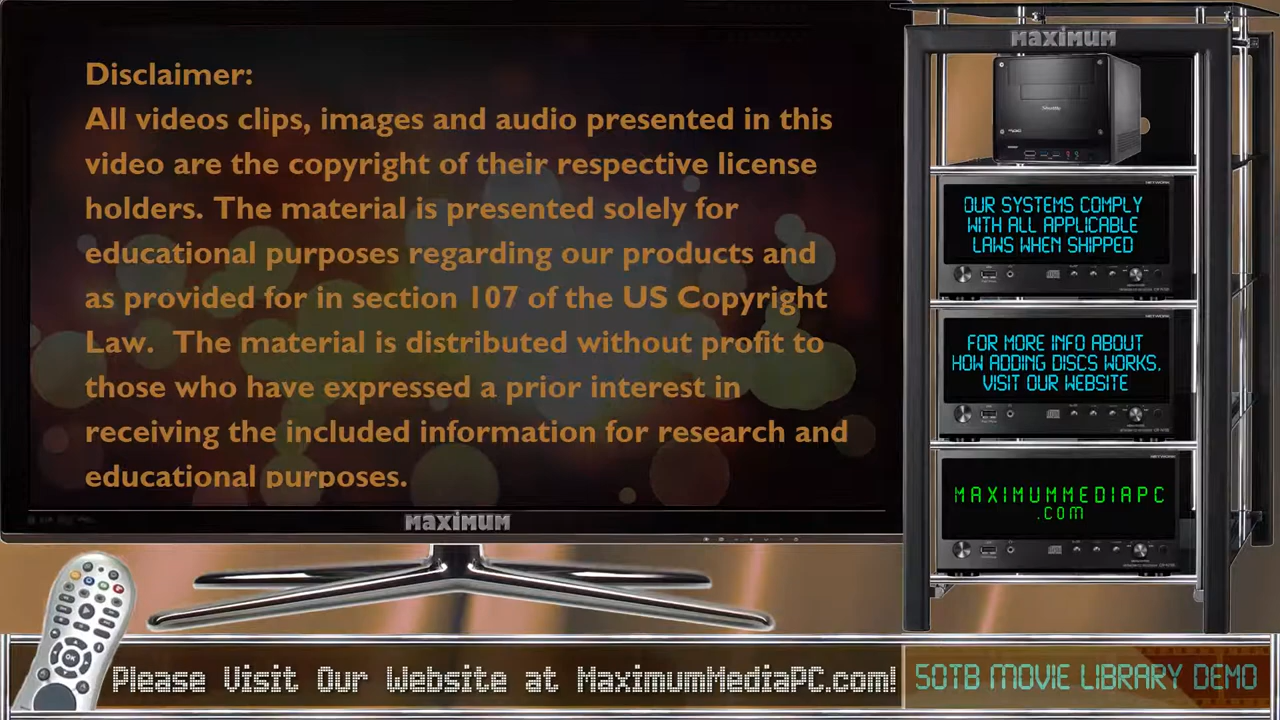 Disclaimer:
All videos clips, images and audio presented in this
video are the copyright of their respective license
holders. The material is presented solely for
educational purposes regarding our products and
as provided for in section 107 of the US Copyright
Law.  The material is distributed without profit to
those who have expressed a prior interest in
receiving the included information for research and
educational purposes.
MAXIMUM
MAXIMUM
Shuttle
NETWORK
OUR SYSTEMS COMPLY
WITH ALL APPLICABLE
LAWS WHEN SHIPPED
NETWORK
FOR MORE INFO ABOUT
HOW ADDING DISCS WORKS,
VISIT OUR WEBSITE
NETWORK
MAXIMUMMEDIAPC
.COM
OK
Please Visit Our Website at MaximumMediaPC.com!
50TB MOVIE LIBRARY DEMO